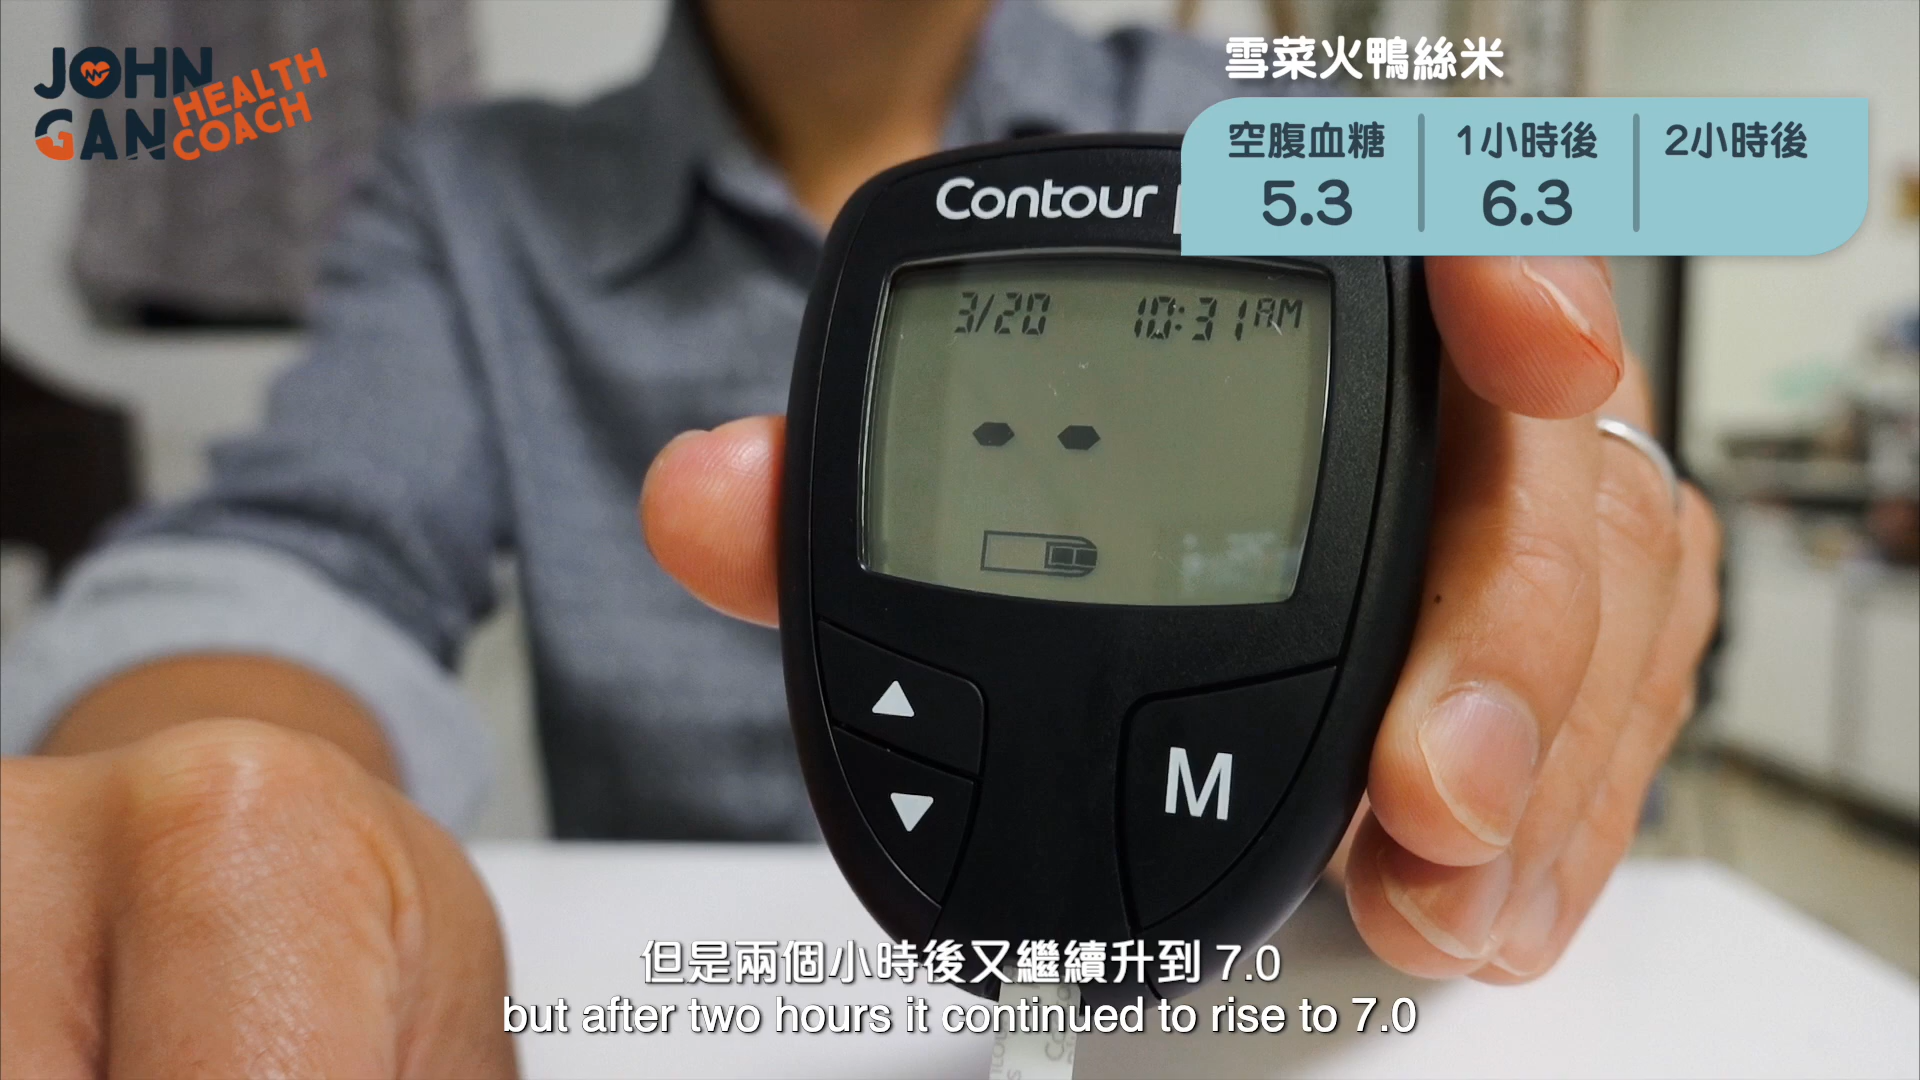 JOHN
GAN
HEALTH
COACH
雪菜火鴨絲米
空腹血糖 1小時後 2小時後
5.3 6.3
Contour
3/20 10:31 AM
M
但是兩個小時後又繼續升到 7.0
but after two hours it continued to rise to 7.0